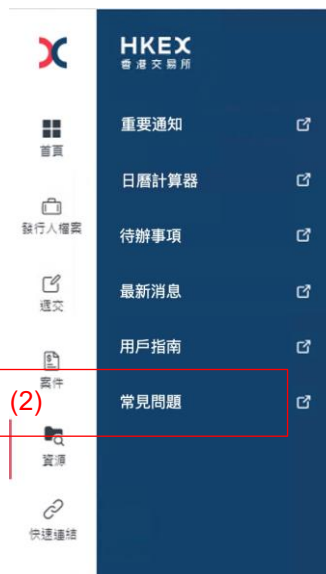 HKEX
香港交易所
首頁
發行人檔案
遞交
案件
(2)
資源
快速連結
重要通知
日曆計算器
待辦事項
最新消息
用戶指南
常見問題